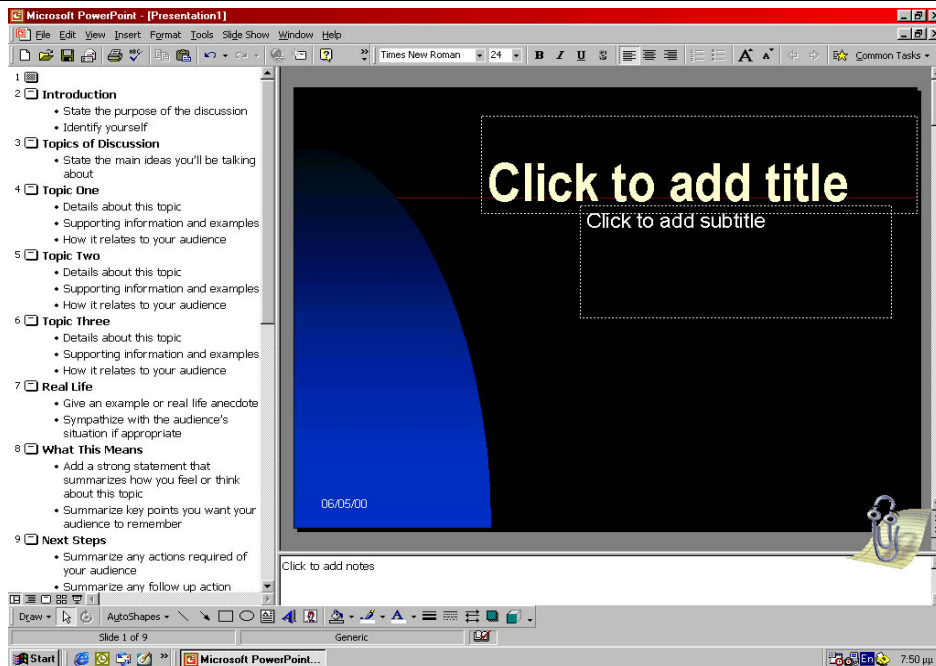 Microsoft PowerPoint - [Presentation1]
File Edit View Insert Format Tools Slide Show Window Help
Times New Roman 24 B I U S A A Common Tasks
1
2 Introduction
• State the purpose of the discussion
• Identify yourself
3 Topics of Discussion
• State the main ideas you'll be talking
about
4 Topic One
• Details about this topic
• Supporting information and examples
• How it relates to your audience
5 Topic Two
• Details about this topic
• Supporting information and examples
• How it relates to your audience
6 Topic Three
• Details about this topic
• Supporting information and examples
• How it relates to your audience
7 Real Life
• Give an example or real life anecdote
• Sympathize with the audience's
situation if appropriate
8 What This Means
• Add a strong statement that
summarizes how you feel or think
about this topic
• Summarize key points you want your
audience to remember
9 Next Steps
• Summarize any actions required of
your audience
• Summarize any follow up action
Click to add title
Click to add subtitle
06/05/00
Click to add notes
Draw AutoShapes A A
Slide 1 of 9 Generic
Start Microsoft PowerPoint... En 7:50 μμ